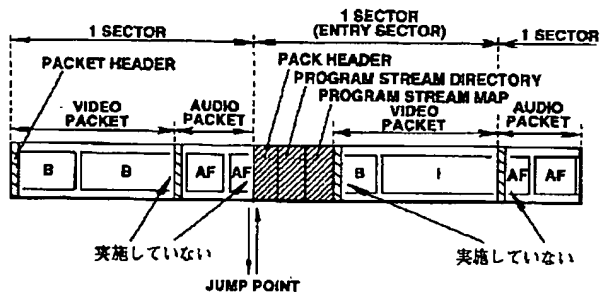 1 SECTOR
1 SECTOR
(ENTRY SECTOR)
1 SECTOR
PACKET HEADER
PACK HEADER
PROGRAM STREAM DIRECTORY
PROGRAM STREAM MAP
VIDEO
PACKET
AUDIO
PACKET
VIDEO
PACKET
AUDIO
PACKET
B
B
AF
AF
B
I
AF
AF
実施していない
実施していない
JUMP POINT